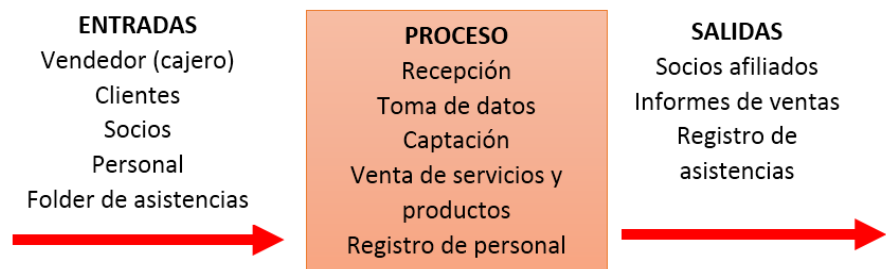 ENTRADAS
Vendedor (cajero)
Clientes
Socios
Personal
Folder de asistencias
PROCESO
Recepción
Toma de datos
Captación
Venta de servicios y
productos
Registro de personal
SALIDAS
Socios afiliados
Informes de ventas
Registro de
asistencias